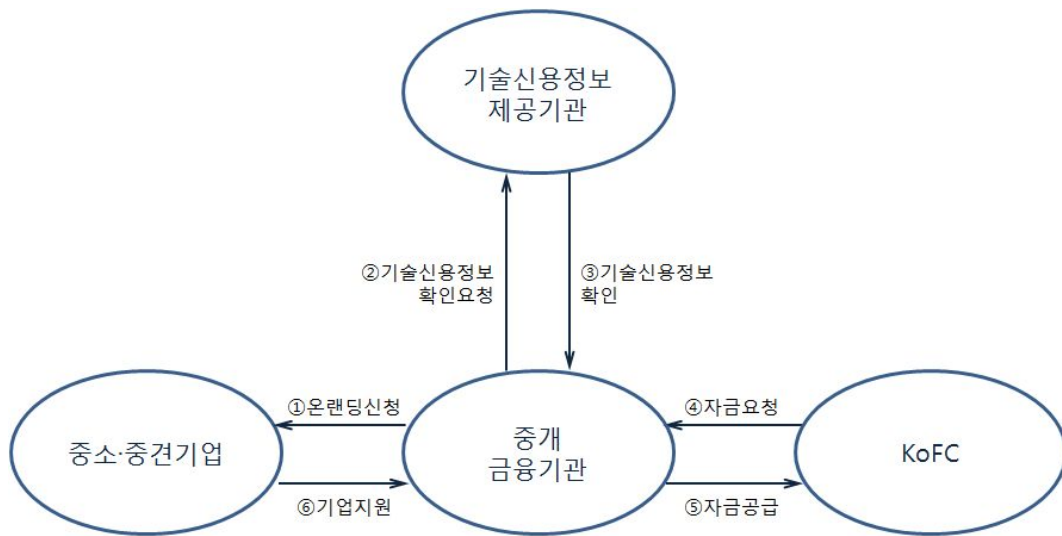 기술신용정보
제공기관
②기술신용정보
확인요청
③기술신용정보
확인
①온랜딩신청
④자금요청
중소·중견기업
중개
금융기관
KoFC
⑥기업지원
⑤자금공급